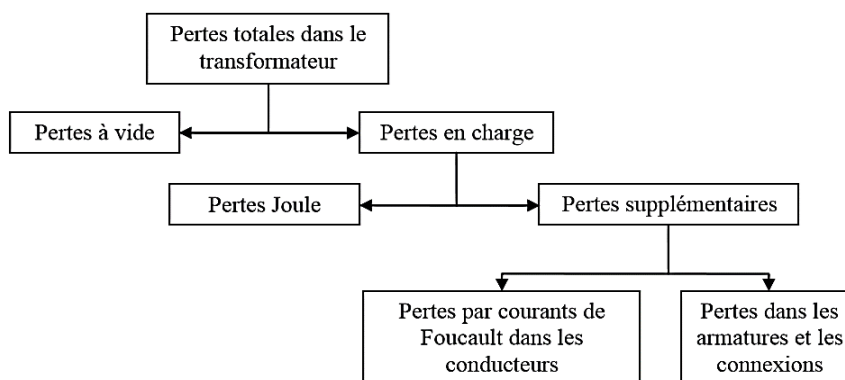 Pertes totales dans le
transformateur
Pertes à vide
Pertes en charge
Pertes Joule
Pertes supplémentaires
Pertes par courants de
Foucault dans les
conducteurs
Pertes dans les
armatures et les
connexions